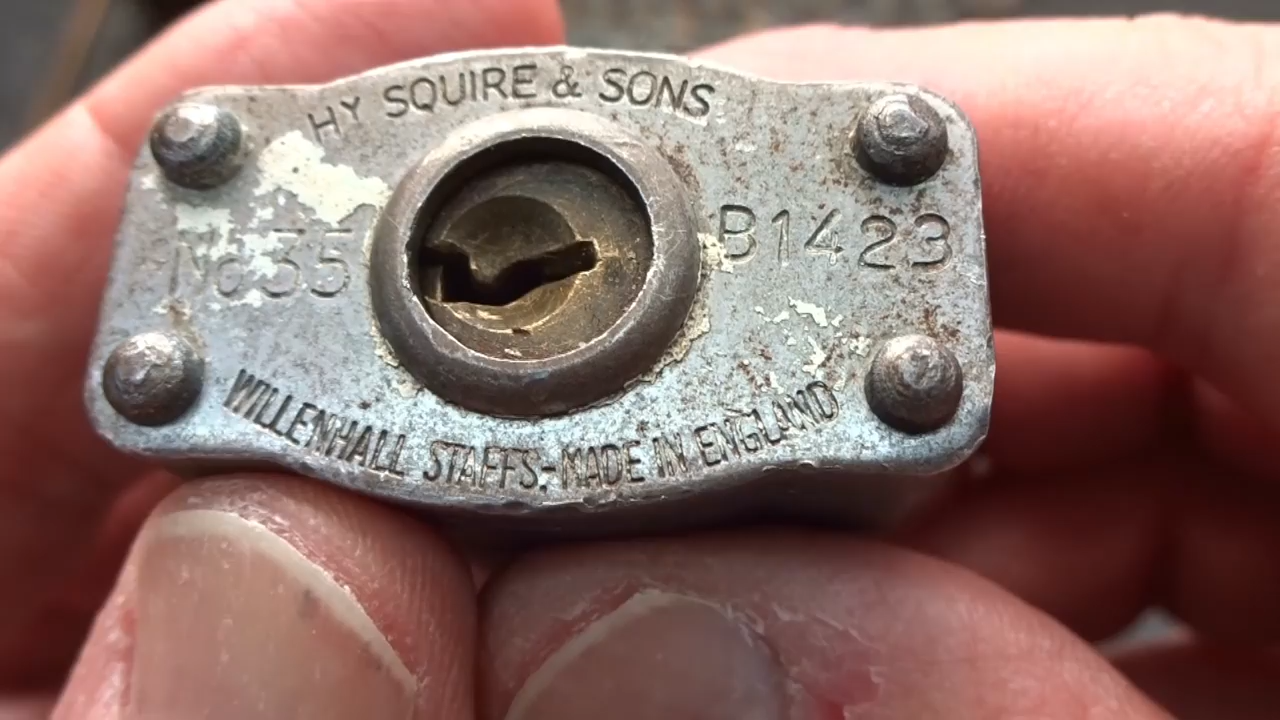 HY SQUIRE & SONS
No 35 B1423
WILLENHALL STAFFS.-MADE IN ENGLAND